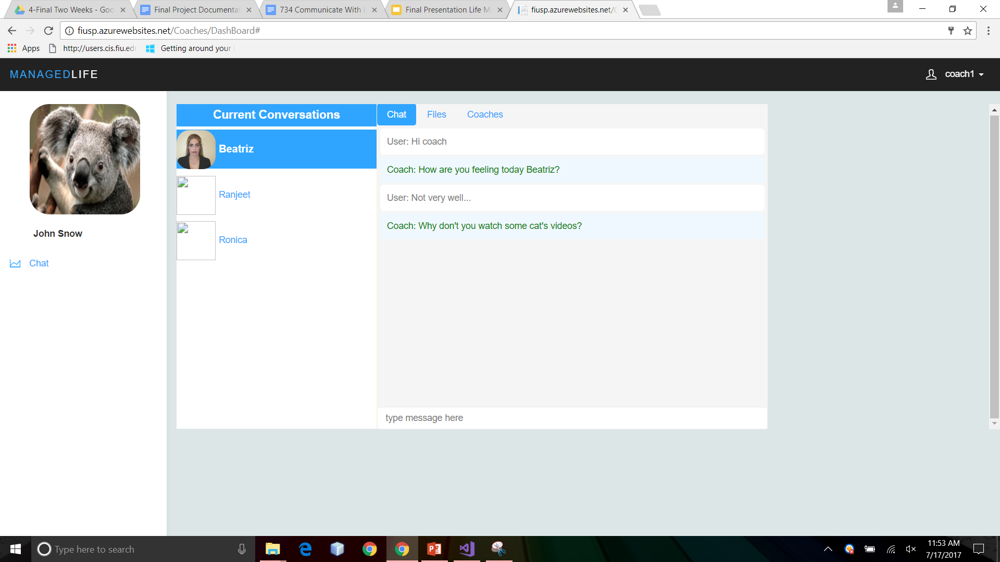 4-Final Two Weeks - Goo
Final Project Documentat
734 Communicate With L
Final Presentation Life M
fiusp.azurewebsites.net/C
fiusp.azurewebsites.net/Coaches/DashBoard#
Apps
http://users.cis.fiu.edu
Getting around your
MANAGEDLIFE
coach1
Current Conversations
Chat
Files
Coaches
Beatriz
User: Hi coach
Coach: How are you feeling today Beatriz?
Ranjeet
User: Not very well...
Coach: Why don't you watch some cat's videos?
John Snow
Ronica
Chat
type message here
Type here to search
11:53 AM
7/17/2017